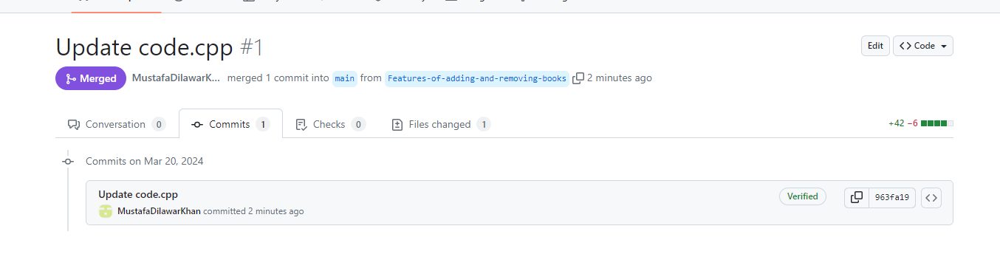 Update code.cpp #1
Edit
Code
Merged
MustafaDilawarK... merged 1 commit into main from Features-of-adding-and-removing-books 2 minutes ago
Conversation 0
Commits 1
Checks 0
Files changed 1
+42 −6
Commits on Mar 20, 2024
Update code.cpp
MustafaDilawarKhan committed 2 minutes ago
Verified
963fa19